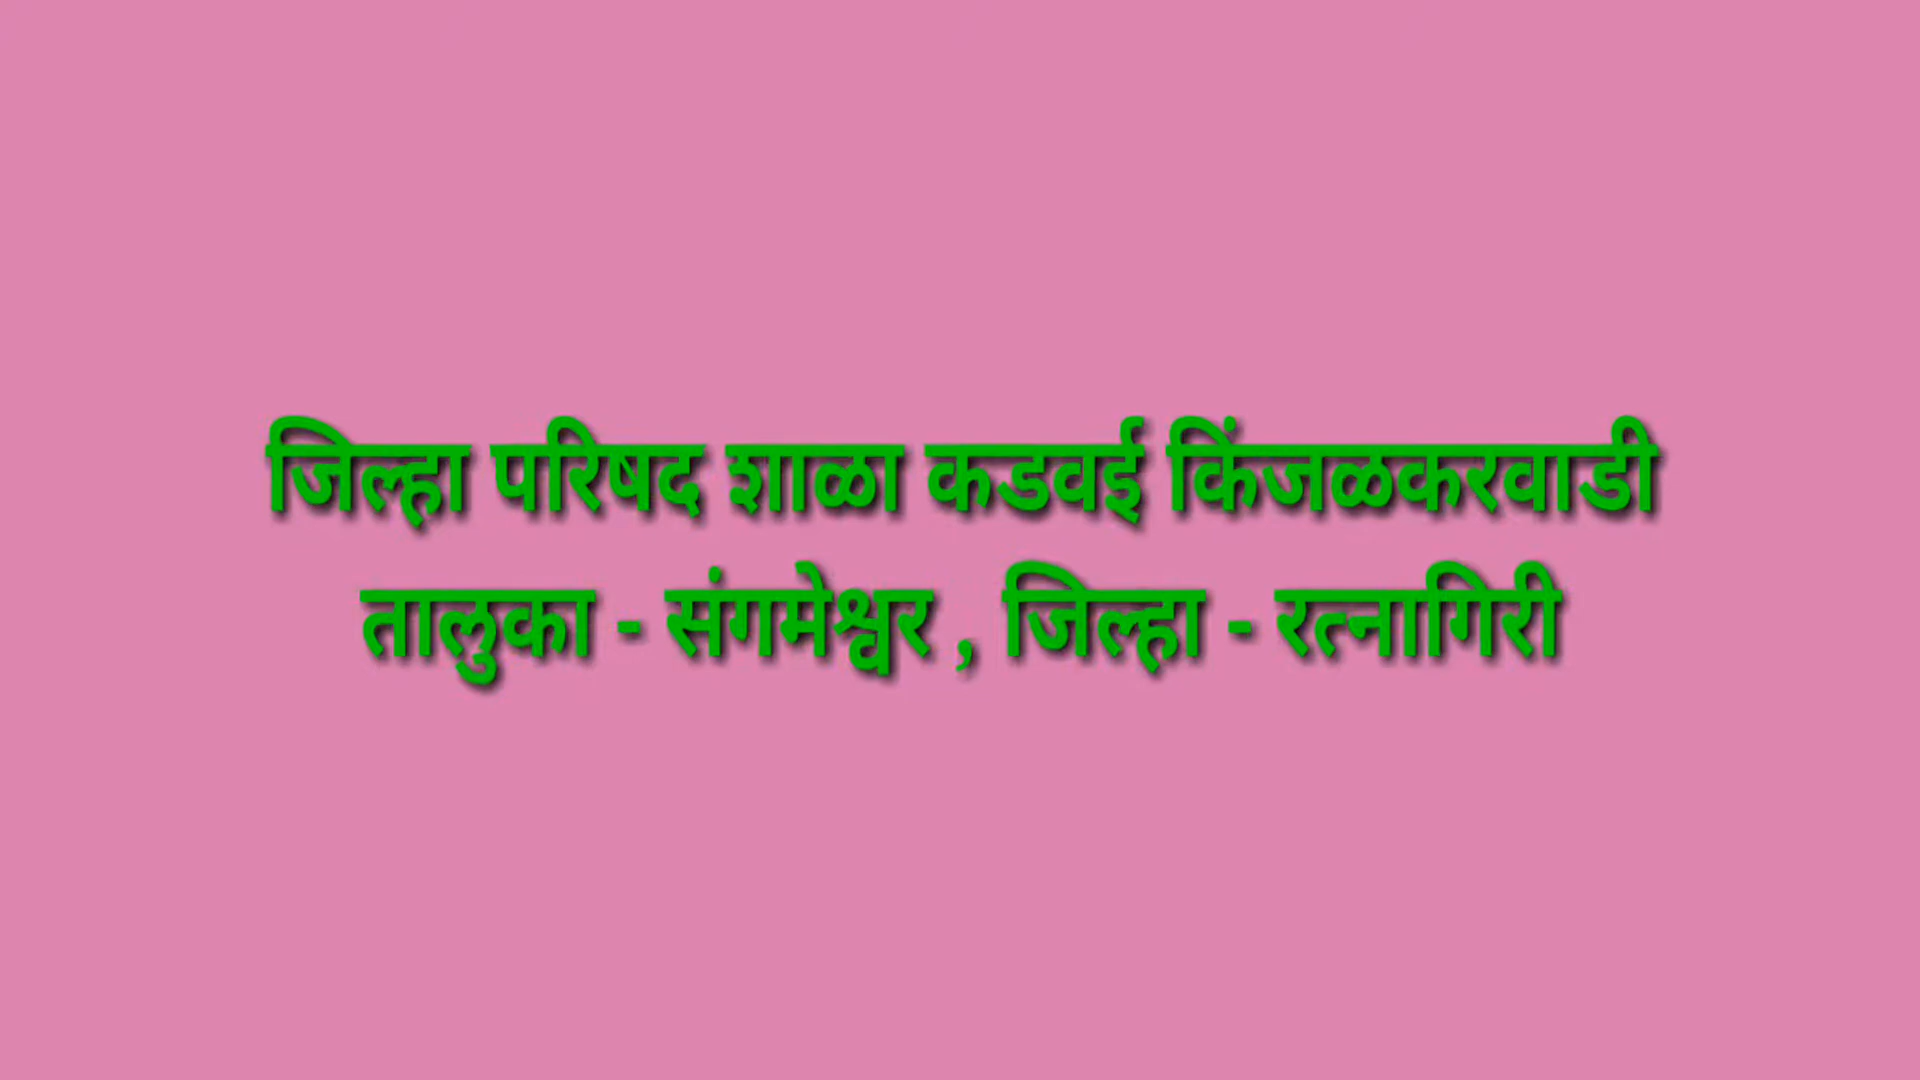 जिल्हा परिषद शाळा कडवई किंजळकरवाडी
तालुका - संगमेश्वर , जिल्हा - रत्नागिरी